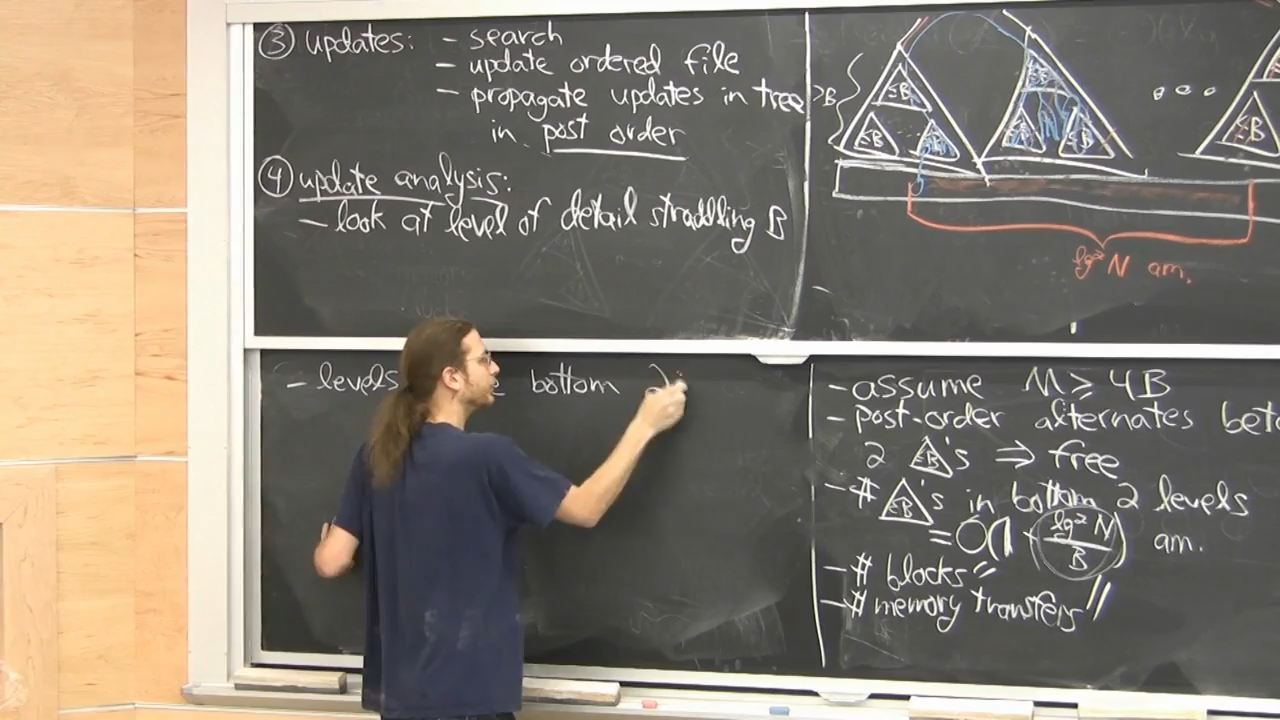 ③ updates: - search
- update ordered file
- propagate updates in tree
in post order
④ update analysis:
- look at level of detail straddling B
>B
≤B
≤B
≤B
≤B
≤B
≤B
≤B
lg² N am.
- levels
bottom
- assume M ≥ 4B
- post-order alternates
2 ≤B's ⇒ free
- # ≤B's in bottom 2 levels
= O(1 + lg² N / B) am.
- # blocks "
- # memory transfers "